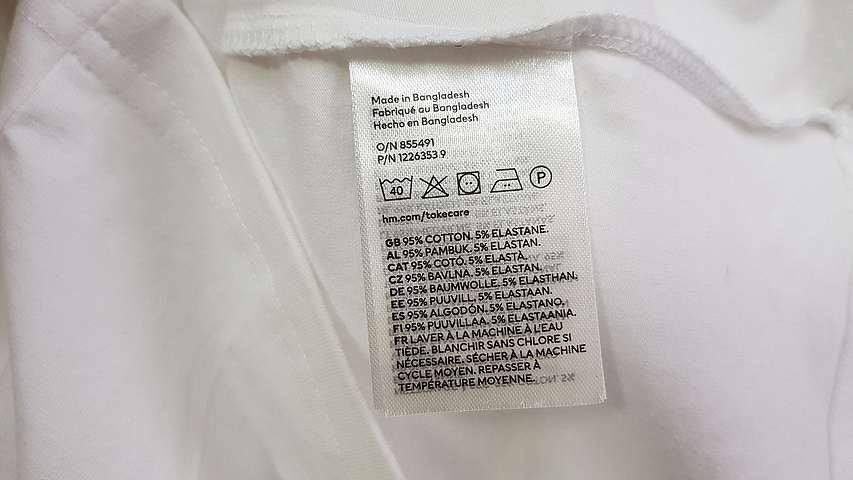 Made in Bangladesh
Fabriqué au Bangladesh
Hecho en Bangladesh
O/N 855491
P/N 1226353 9
40 P
hm.com/takecare
GB 95% COTTON. 5% ELASTANE.
AL 95% PAMBUK. 5% ELASTAN.
CAT 95% COTÓ. 5% ELASTÀ.
CZ 95% BAVLNA. 5% ELASTAN.
DE 95% BAUMWOLLE. 5% ELASTHAN.
EE 95% PUUVILL. 5% ELASTAAN.
ES 95% ALGODÓN. 5% ELASTANO.
FI 95% PUUVILLAA. 5% ELASTAANIA.
FR LAVER À LA MACHINE À L'EAU
TIÈDE. BLANCHIR SANS CHLORE SI
NÉCESSAIRE. SÉCHER À LA MACHINE
CYCLE MOYEN. REPASSER À
TEMPÉRATURE MOYENNE.